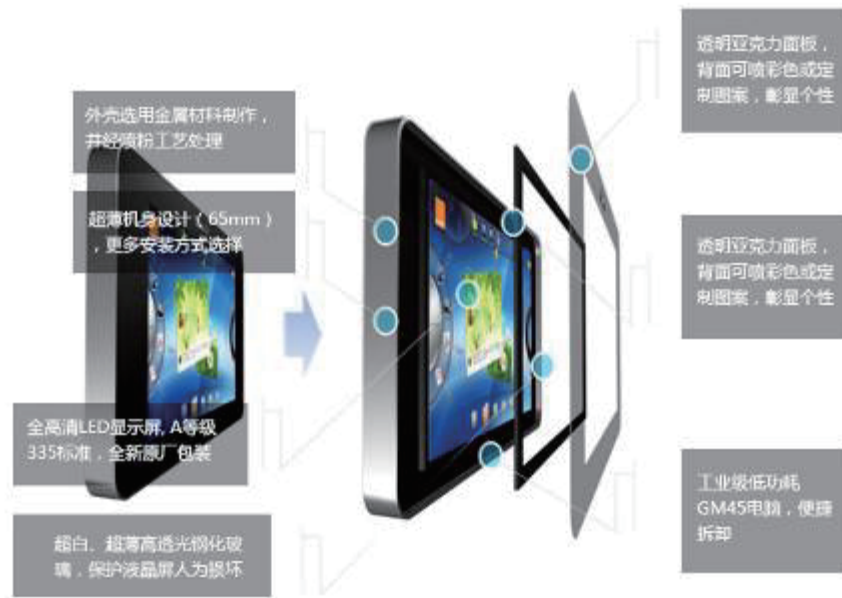 外壳选用金属材料制作，
并经喷粉工艺处理
超薄机身设计（65mm）
，更多安装方式选择
全高清LED显示屏, A等级
335标准，全新原厂包装
超白、超薄高透光钢化玻
璃，保护液晶屏人为损坏
透明亚克力面板，
背面可喷彩色或定
制图案，彰显个性
透明亚克力面板，
背面可喷彩色或定
制图案，彰显个性
工业级低功耗
GM45电脑，便捷
拆卸